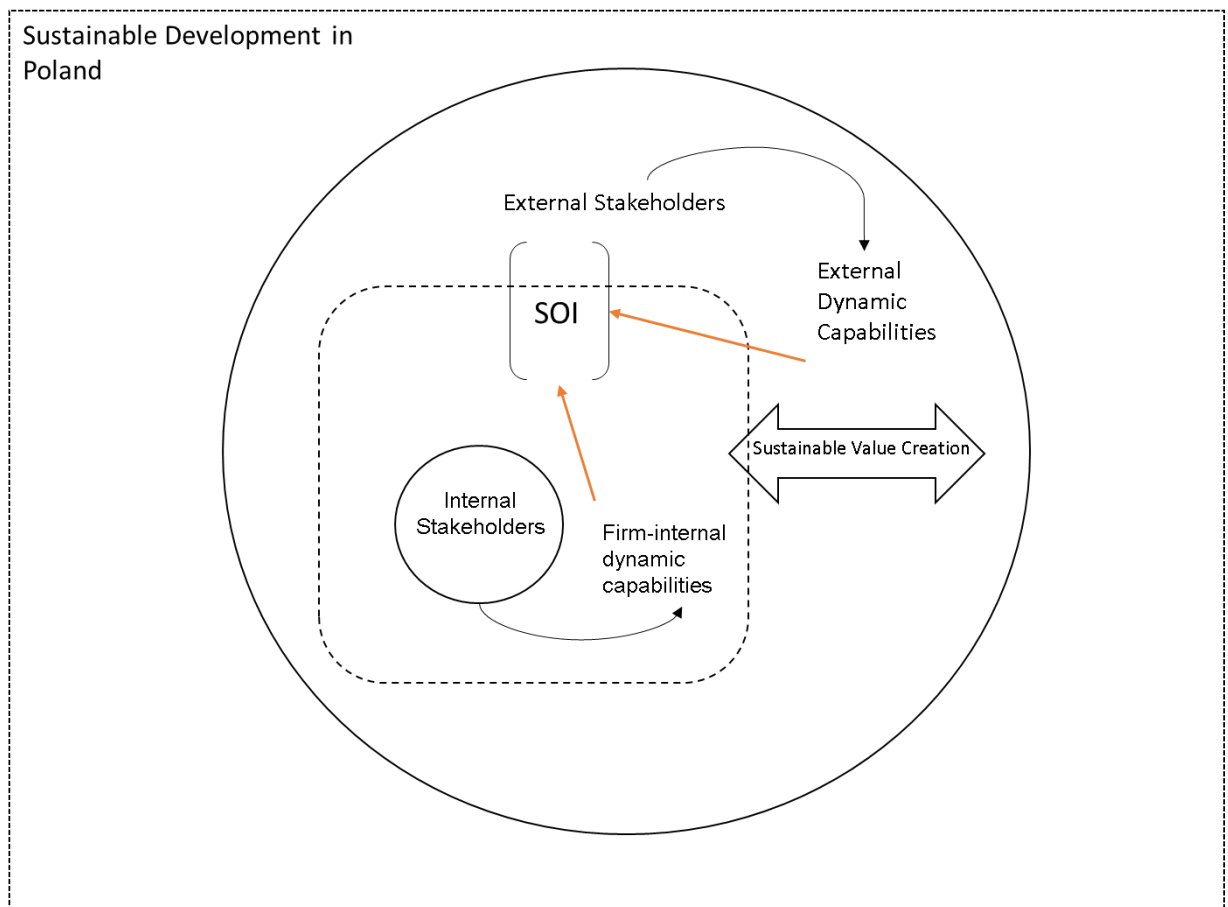 Sustainable Development in
Poland
External Stakeholders
External
Dynamic
Capabilities
SOI
Sustainable Value Creation
Internal
Stakeholders
Firm-internal
dynamic
capabilities